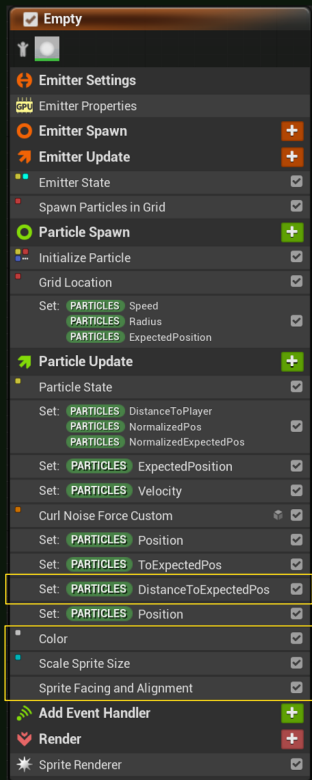 Empty
Emitter Settings
GPU Emitter Properties
Emitter Spawn
Emitter Update
Emitter State
Spawn Particles in Grid
Particle Spawn
Initialize Particle
Grid Location
Set: PARTICLES Speed
PARTICLES Radius
PARTICLES ExpectedPosition
Particle Update
Particle State
Set: PARTICLES DistanceToPlayer
PARTICLES NormalizedPos
PARTICLES NormalizedExpectedPos
Set: PARTICLES ExpectedPosition
Set: PARTICLES Velocity
Curl Noise Force Custom
Set: PARTICLES Position
Set: PARTICLES ToExpectedPos
Set: PARTICLES DistanceToExpectedPos
Set: PARTICLES Position
Color
Scale Sprite Size
Sprite Facing and Alignment
Add Event Handler
Render
Sprite Renderer